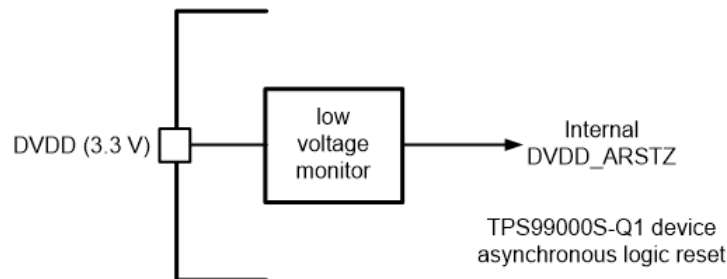 DVDD (3.3 V)
low
voltage
monitor
Internal
DVDD_ARSTZ
TPS99000S-Q1 device
asynchronous logic reset